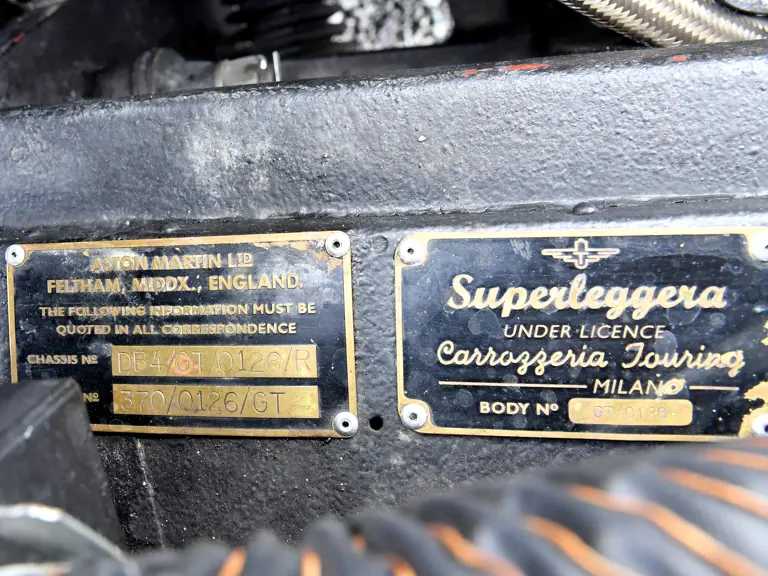 ASTON MARTIN LTD
FELTHAM, MIDDX., ENGLAND.
THE FOLLOWING INFORMATION MUST BE
QUOTED IN ALL CORRESPONDENCE
CHASSIS No DB4/GT/0126/R
No 370/0126/GT
Superleggera
UNDER LICENCE
Carrozzeria Touring
MILANO
BODY No GT/0126